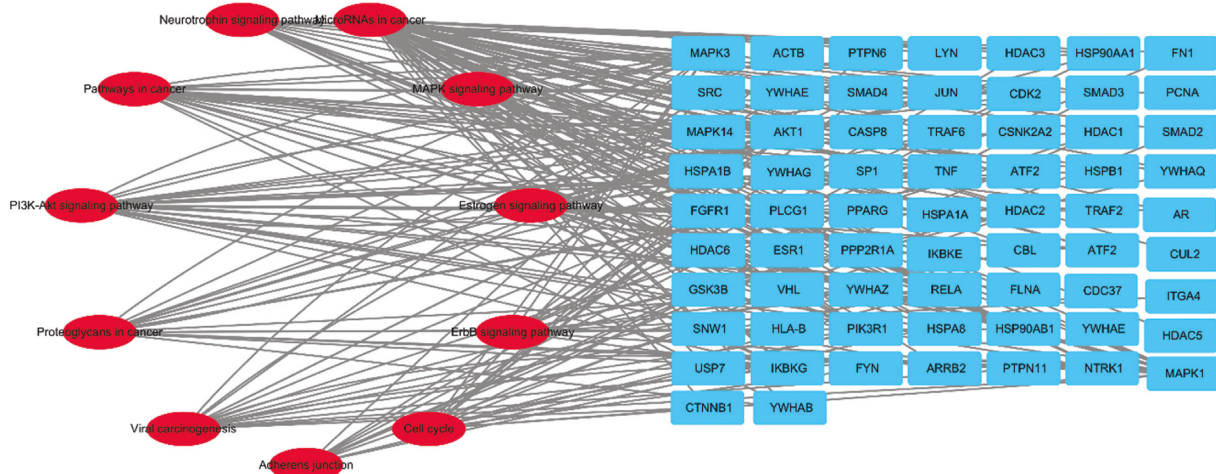 Neurotrophin signaling pathway
MicroRNAs in cancer
Pathways in cancer
MAPK signaling pathway
PI3K-Akt signaling pathway
Estrogen signaling pathway
Proteoglycans in cancer
ErbB signaling pathway
Viral carcinogenesis
Cell cycle
Adherens junction
MAPK3 ACTB PTPN6 LYN HDAC3 HSP90AA1 FN1
SRC YWHAE SMAD4 JUN CDK2 SMAD3 PCNA
MAPK14 AKT1 CASP8 TRAF6 CSNK2A2 HDAC1 SMAD2
HSPA1B YWHAG SP1 TNF ATF2 HSPB1 YWHAQ
FGFR1 PLCG1 PPARG HSPA1A HDAC2 TRAF2 AR
HDAC6 ESR1 PPP2R1A IKBKE CBL ATF2 CUL2
GSK3B VHL YWHAZ RELA FLNA CDC37 ITGA4
SNW1 HLA-B PIK3R1 HSPA8 HSP90AB1 YWHAE HDAC5
USP7 IKBKG FYN ARRB2 PTPN11 NTRK1 MAPK1
CTNNB1 YWHAB